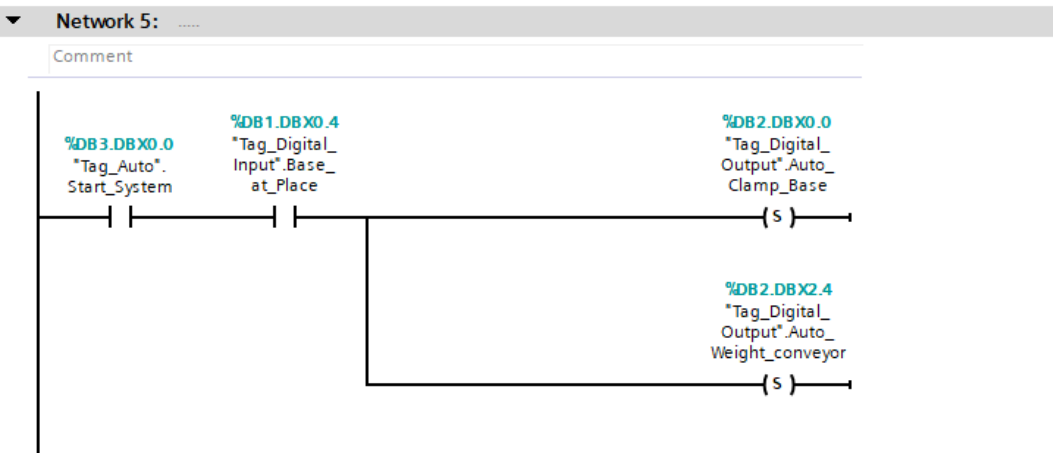 Network 5: .....
Comment
%DB3.DBX0.0
"Tag_Auto".
Start_System
%DB1.DBX0.4
"Tag_Digital_
Input".Base_
at_Place
%DB2.DBX0.0
"Tag_Digital_
Output".Auto_
Clamp_Base
S
%DB2.DBX2.4
"Tag_Digital_
Output".Auto_
Weight_conveyor
S